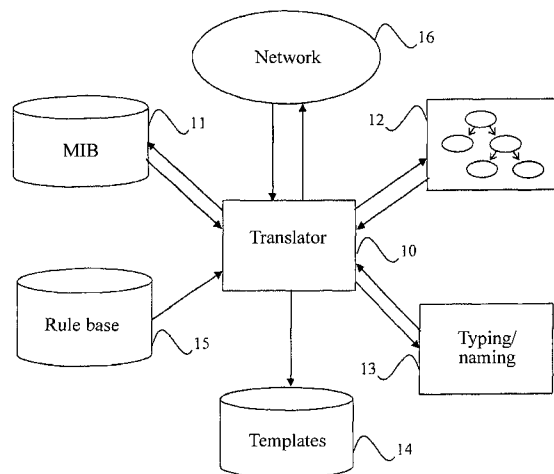 16
Network
11
MIB
12
Translator
10
Rule base
15
Typing/
naming
13
Templates
14